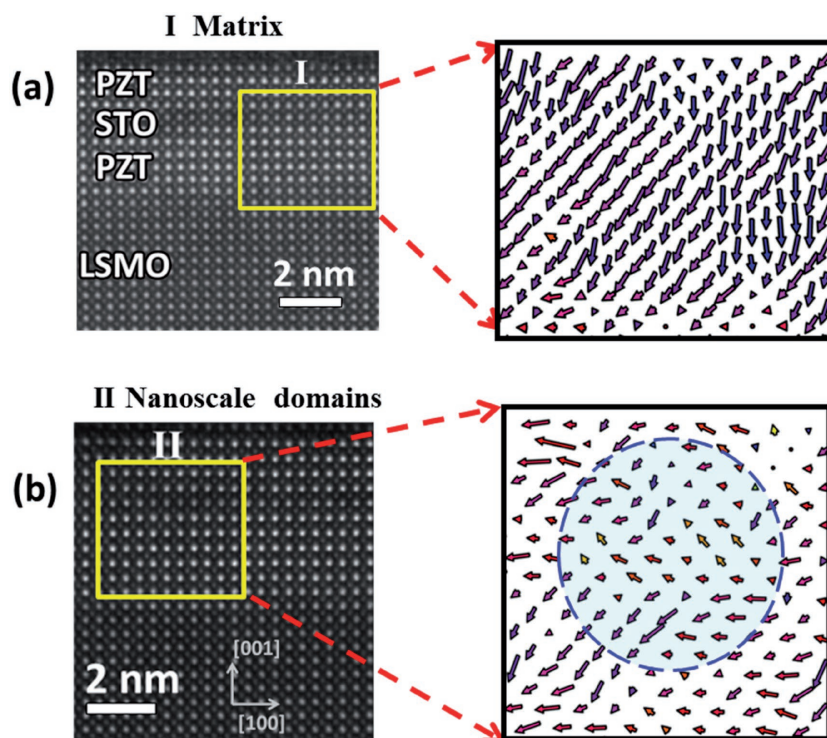 I Matrix
(a)
PZT
I
STO
PZT
LSMO
2 nm
II Nanoscale domains
II
(b)
[001]
2 nm
[100]